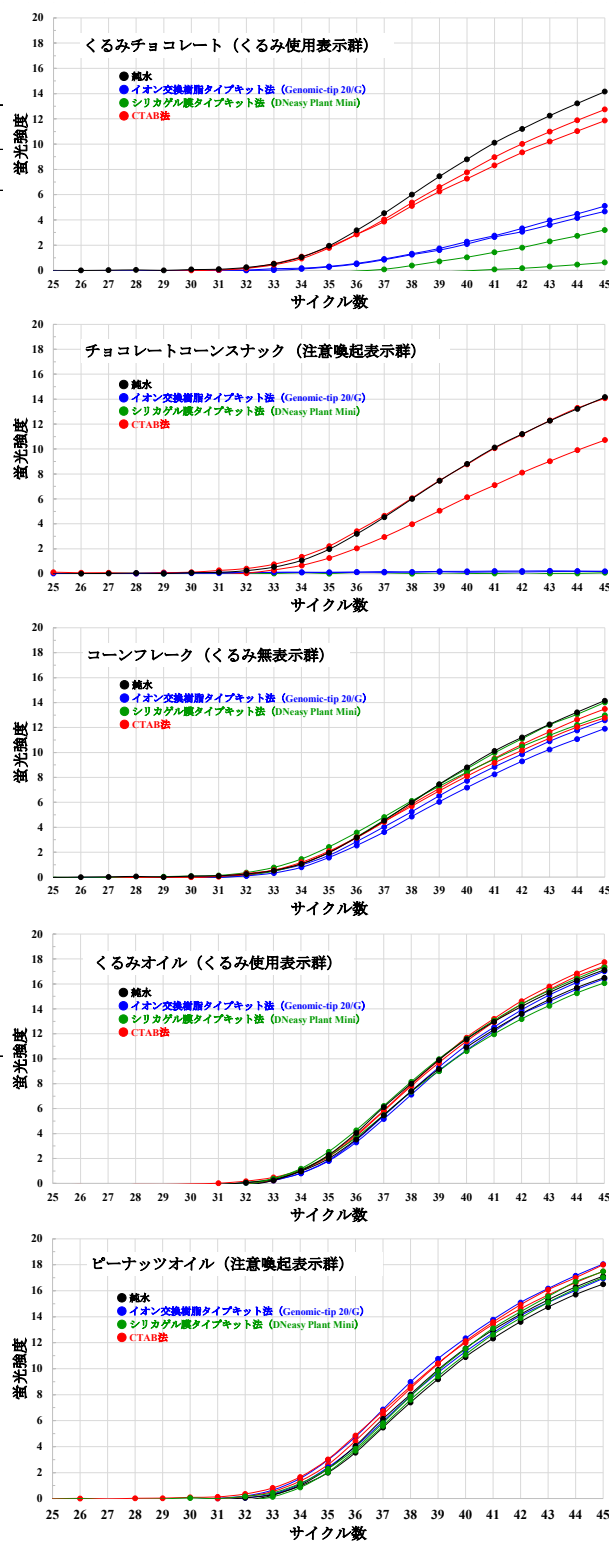 くるみチョコレート（くるみ使用表示群）
純水
イオン交換樹脂タイプキット法（Genomic-tip 20/G）
シリカゲル膜タイプキット法（DNeasy Plant Mini）
CTAB法
蛍光強度
20
18
16
14
12
10
8
6
4
2
0
25 26 27 28 29 30 31 32 33 34 35 36 37 38 39 40 41 42 43 44 45
サイクル数
チョコレートコーンスナック（注意喚起表示群）
純水
イオン交換樹脂タイプキット法（Genomic-tip 20/G）
シリカゲル膜タイプキット法（DNeasy Plant Mini）
CTAB法
蛍光強度
20
18
16
14
12
10
8
6
4
2
0
25 26 27 28 29 30 31 32 33 34 35 36 37 38 39 40 41 42 43 44 45
サイクル数
コーンフレーク（くるみ無表示群）
純水
イオン交換樹脂タイプキット法（Genomic-tip 20/G）
シリカゲル膜タイプキット法（DNeasy Plant Mini）
CTAB法
蛍光強度
20
18
16
14
12
10
8
6
4
2
0
25 26 27 28 29 30 31 32 33 34 35 36 37 38 39 40 41 42 43 44 45
サイクル数
くるみオイル（くるみ使用表示群）
純水
イオン交換樹脂タイプキット法（Genomic-tip 20/G）
シリカゲル膜タイプキット法（DNeasy Plant Mini）
CTAB法
蛍光強度
20
18
16
14
12
10
8
6
4
2
0
25 26 27 28 29 30 31 32 33 34 35 36 37 38 39 40 41 42 43 44 45
サイクル数
ピーナッツオイル（注意喚起表示群）
純水
イオン交換樹脂タイプキット法（Genomic-tip 20/G）
シリカゲル膜タイプキット法（DNeasy Plant Mini）
CTAB法
蛍光強度
20
18
16
14
12
10
8
6
4
2
0
25 26 27 28 29 30 31 32 33 34 35 36 37 38 39 40 41 42 43 44 45
サイクル数